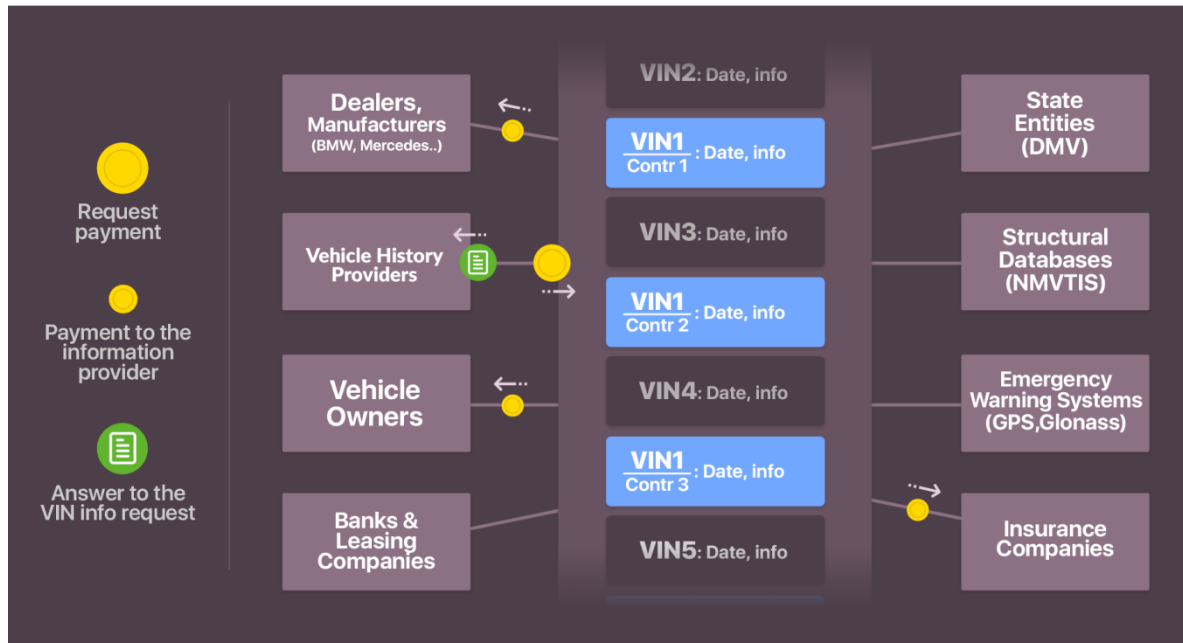 Request
payment
Payment to the
information
provider
Answer to the
VIN info request
Dealers,
Manufacturers
(BMW, Mercedes..)
Vehicle History
Providers
Vehicle
Owners
Banks &
Leasing
Companies
VIN2: Date, info
VIN1
Contr 1
: Date, info
VIN3: Date, info
VIN1
Contr 2
: Date, info
VIN4: Date, info
VIN1
Contr 3
: Date, info
VIN5: Date, info
State
Entities
(DMV)
Structural
Databases
(NMVTIS)
Emergency
Warning Systems
(GPS,Glonass)
Insurance
Companies